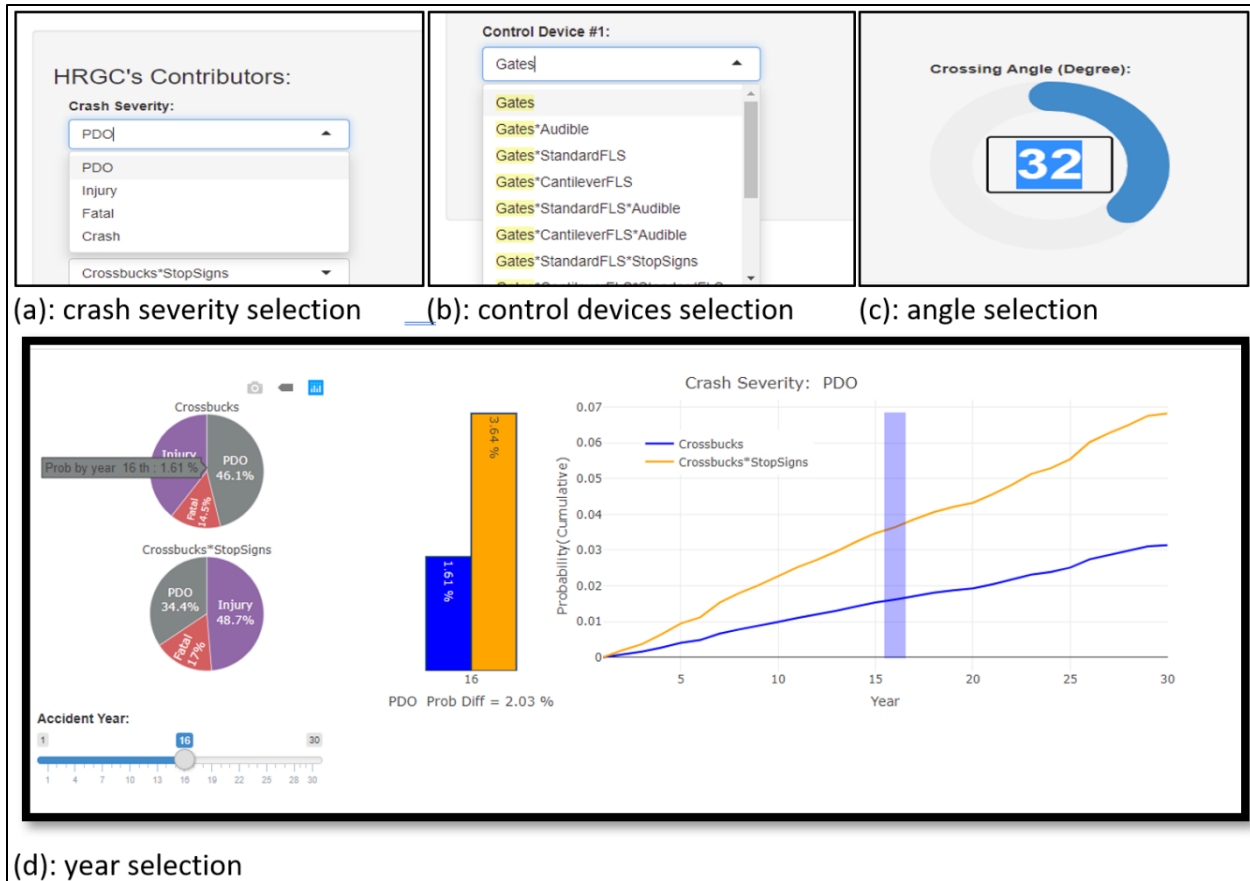 HRGC's Contributors:
Crash Severity:
PDO
PDO
Injury
Fatal
Crash
Crossbucks*StopSigns
Control Device #1:
Gates
Gates
Gates*Audible
Gates*StandardFLS
Gates*CantileverFLS
Gates*StandardFLS*Audible
Gates*CantileverFLS*Audible
Gates*StandardFLS*StopSigns
Gates*CantileverFLS*StandardFLS
Crossing Angle (Degree):
32
(a): crash severity selection
(b): control devices selection
(c): angle selection
Crossbucks
Injury
PDO
46.1%
Fatal
14.5%
Prob by year 16 th : 1.61 %
Crossbucks*StopSigns
PDO
34.4%
Injury
48.7%
Fatal
17%
Accident Year:
1
16
30
1 4 7 10 13 16 19 22 25 28 30
1.61 %
3.64 %
16
PDO Prob Diff = 2.03 %
Crash Severity: PDO
Crossbucks
Crossbucks*StopSigns
Probability(Cumulative)
0.07
0.06
0.05
0.04
0.03
0.02
0.01
0
5 10 15 20 25 30
Year
(d): year selection